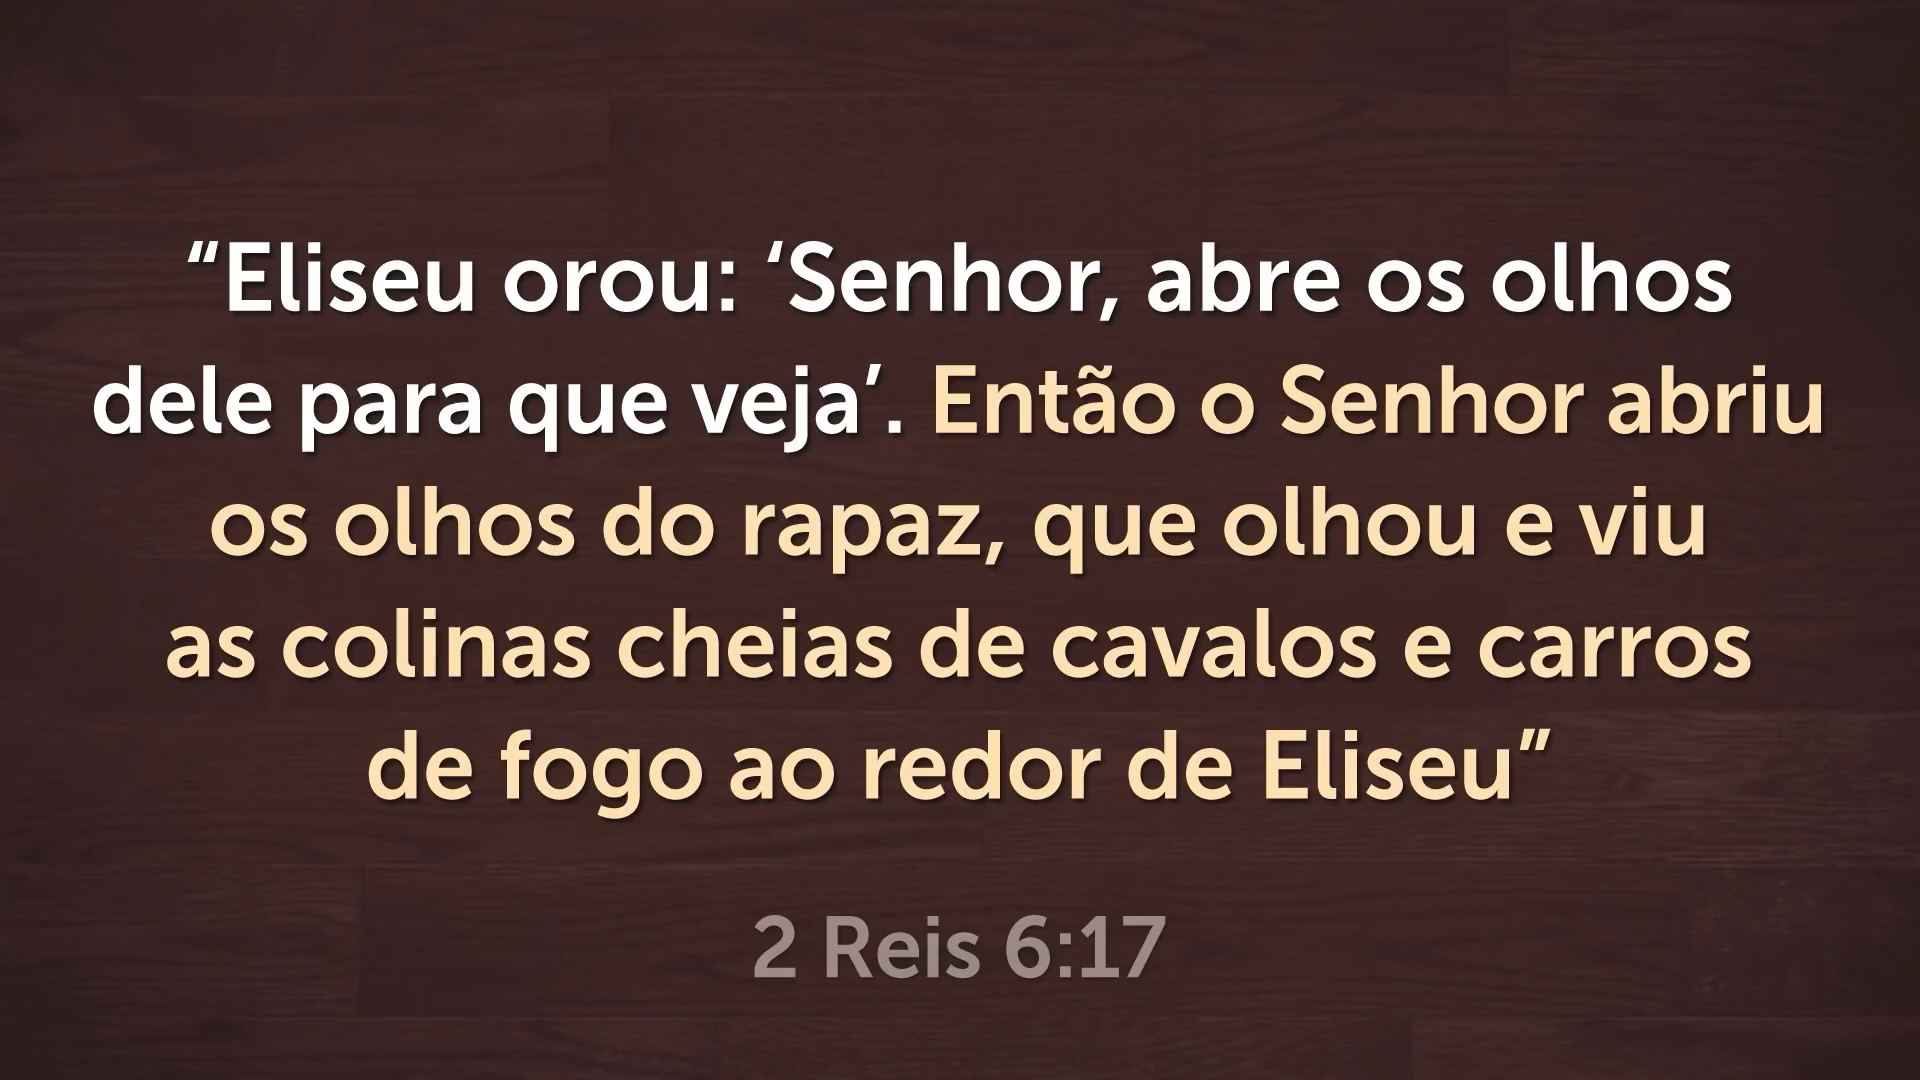 “Eliseu orou: ‘Senhor, abre os olhos
dele para que veja’. Então o Senhor abriu
os olhos do rapaz, que olhou e viu
as colinas cheias de cavalos e carros
de fogo ao redor de Eliseu”
2 Reis 6:17